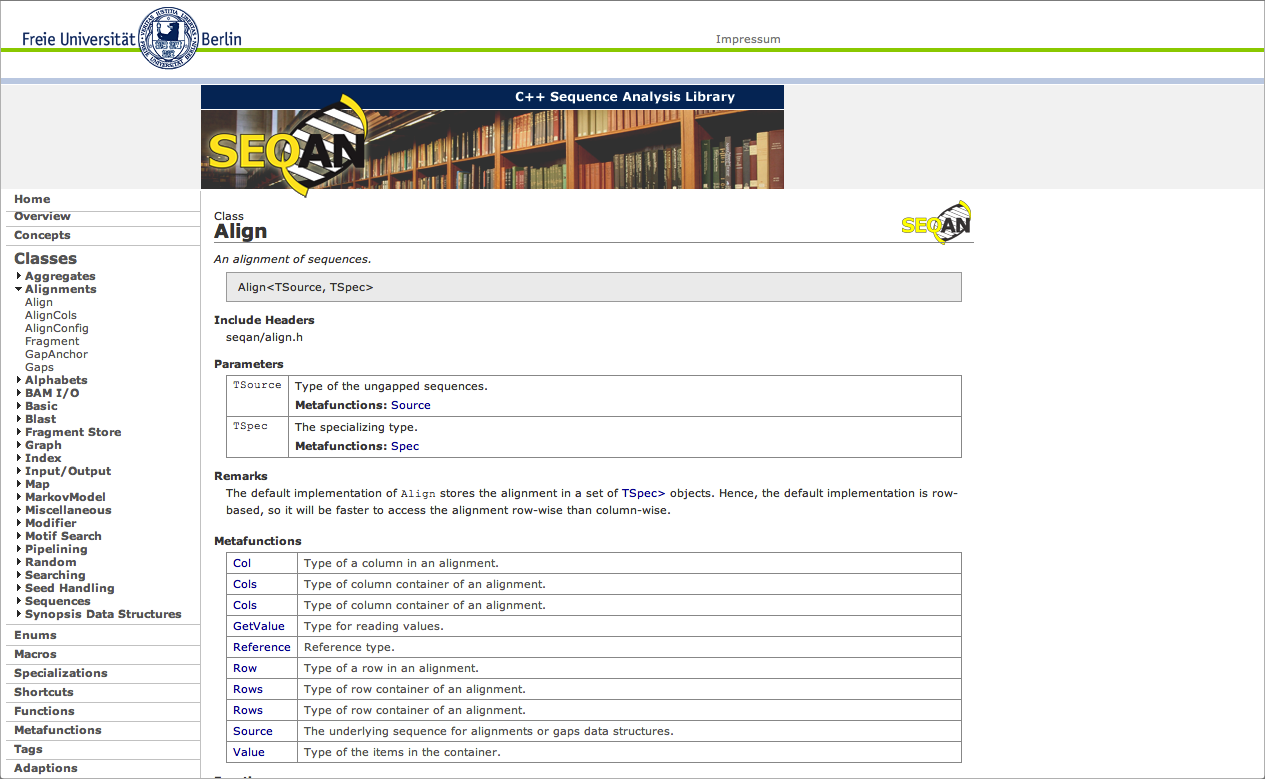 Freie Universität Berlin
Impressum
C++ Sequence Analysis Library
SEQAN
Home
Overview
Concepts
Classes
Aggregates
Alignments
Align
AlignCols
AlignConfig
Fragment
GapAnchor
Gaps
Alphabets
BAM I/O
Basic
Blast
Fragment Store
Graph
Index
Input/Output
Map
MarkovModel
Miscellaneous
Modifier
Motif Search
Pipelining
Random
Searching
Seed Handling
Sequences
Synopsis Data Structures
Enums
Macros
Specializations
Shortcuts
Functions
Metafunctions
Tags
Adaptions
Class
Align
SEQAN
An alignment of sequences.
Align<TSource, TSpec>
Include Headers
seqan/align.h
Parameters
TSource Type of the ungapped sequences.
Metafunctions: Source
TSpec The specializing type.
Metafunctions: Spec
Remarks
The default implementation of Align stores the alignment in a set of TSpec> objects. Hence, the default implementation is row-
based, so it will be faster to access the alignment row-wise than column-wise.
Metafunctions
Col Type of a column in an alignment.
Cols Type of column container of an alignment.
Cols Type of column container of an alignment.
GetValue Type for reading values.
Reference Reference type.
Row Type of a row in an alignment.
Rows Type of row container of an alignment.
Rows Type of row container of an alignment.
Source The underlying sequence for alignments or gaps data structures.
Value Type of the items in the container.